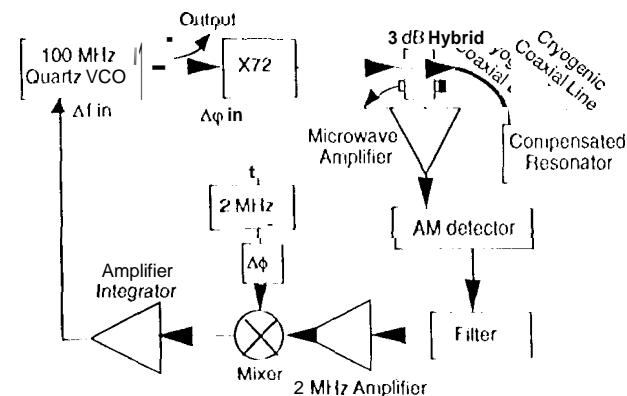 Output
100 MHz
Quartz VCO
X72
3 dB Hybrid
Cryogenic
Coaxial Line
Δf in
Δφ in
Microwave
Amplifier
Compensated
Resonator
2 MHz
AM detector
Δϕ
Amplifier
Integrator
Filter
Mixer
2 MHz Amplifier